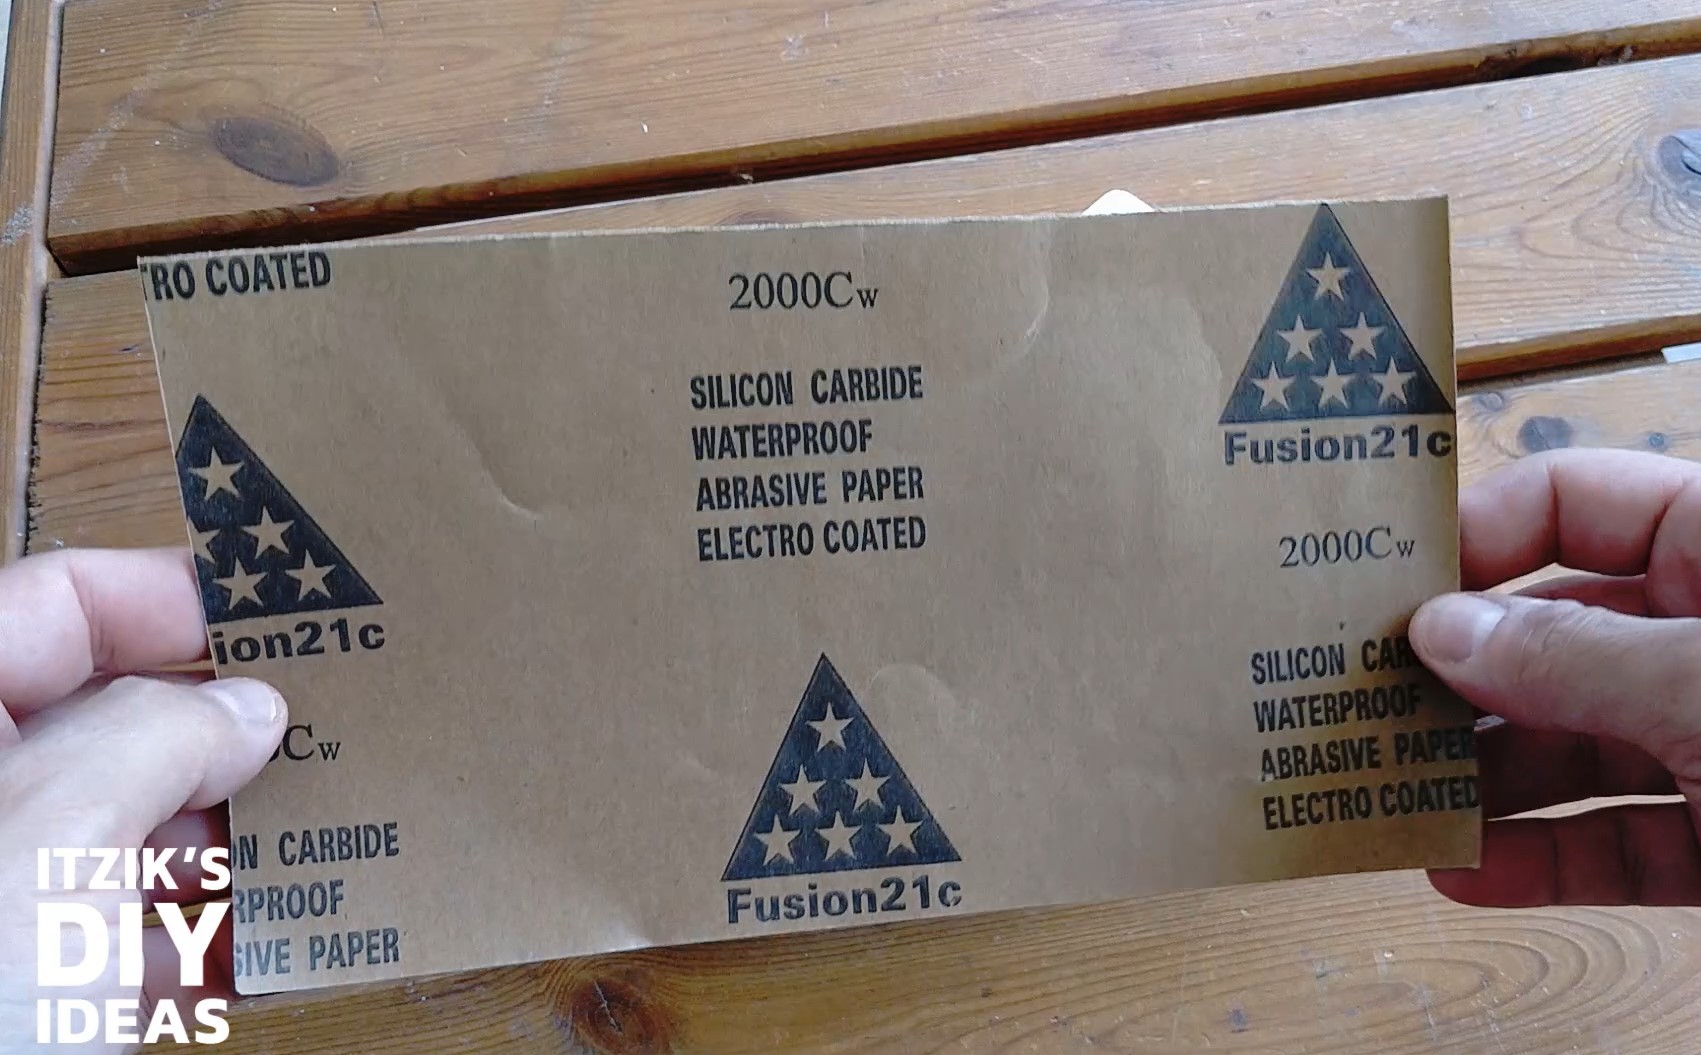 RO COATED
2000Cw
SILICON CARBIDE
WATERPROOF
ABRASIVE PAPER
ELECTRO COATED
Fusion21c
2000Cw
SILICON CAR
WATERPROOF
ABRASIVE PAPER
ELECTRO COATED
ion21c
Cw
N CARBIDE
RPROOF
SIVE PAPER
Fusion21c
ITZIK'S
DIY
IDEAS